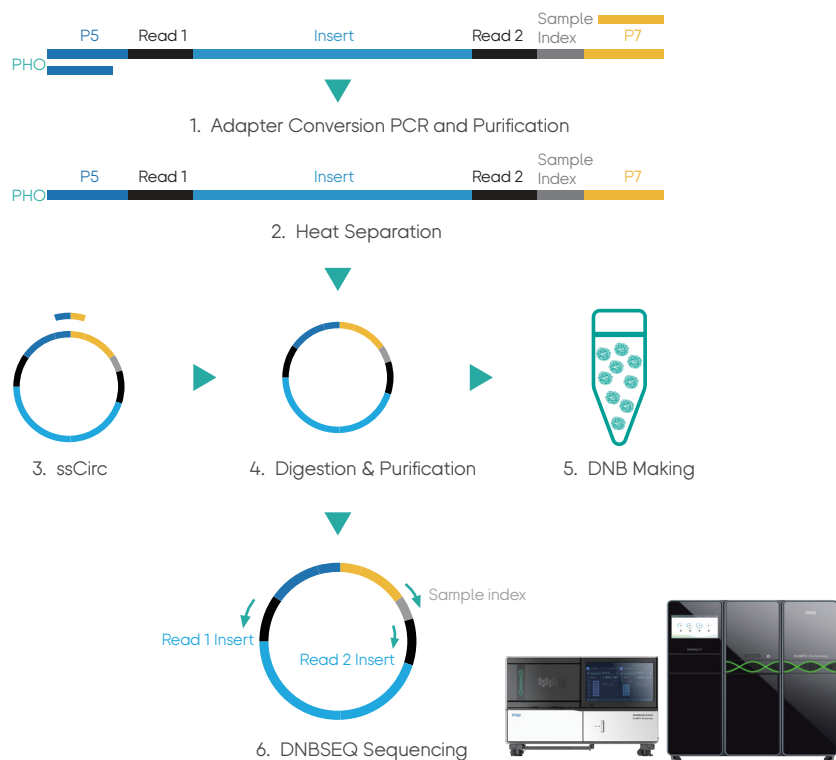 P5 Read 1 Insert Read 2 Sample Index P7
PHO
1. Adapter Conversion PCR and Purification
P5 Read 1 Insert Read 2 Sample Index P7
PHO
2. Heat Separation
3. ssCirc
4. Digestion & Purification
5. DNB Making
Sample index
Read 1 Insert
Read 2 Insert
6. DNBSEQ Sequencing